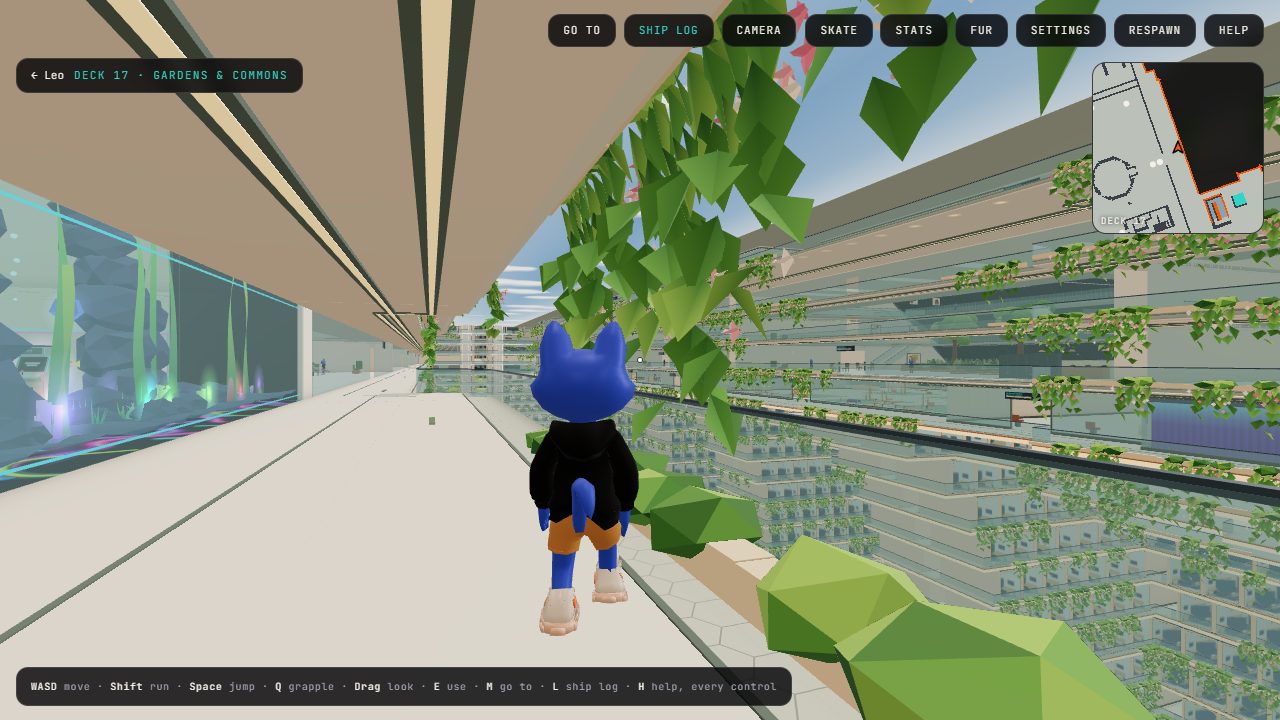 GO TO
SHIP LOG
CAMERA
SKATE
STATS
FUR
SETTINGS
RESPAWN
HELP
← Leo DECK 17 · GARDENS & COMMONS
WASD move · Shift run · Space jump · Q grapple · Drag look · E use · M go to · L ship log · H help, every control